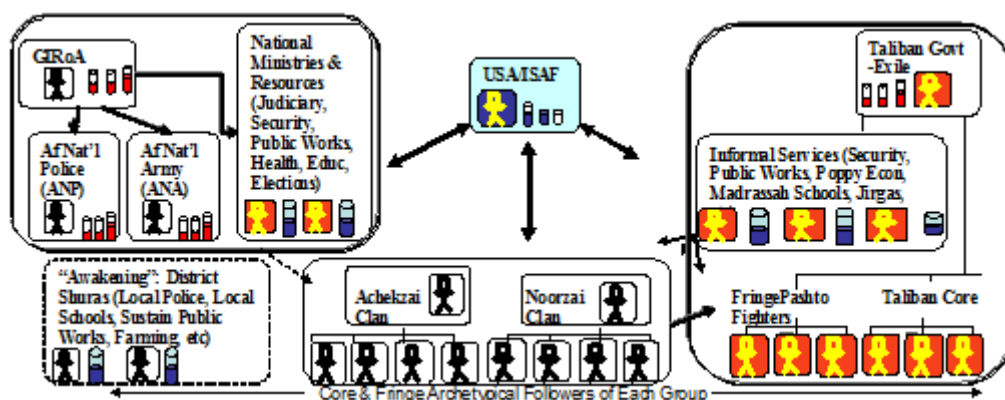 GIRoA
Af Nat'l
Police
(ANP)
Af Nat'l
Army
(ANA)
National
Ministries &
Resources
(Judiciary,
Security,
Public Works,
Health, Educ,
Elections)
USA/ISAF
Taliban Govt
-Exile
Informal Services (Security,
Public Works, Poppy Econ,
Madrassah Schools, Jirgas,
"Awakening": District
Shuras (Local Police, Local
Schools, Sustain Public
Works, Farming, etc)
Achekzai
Clan
Noorzai
Clan
FringePashto
Fighters
Taliban Core
Core & Fringe Archetypical Followers of Each Group